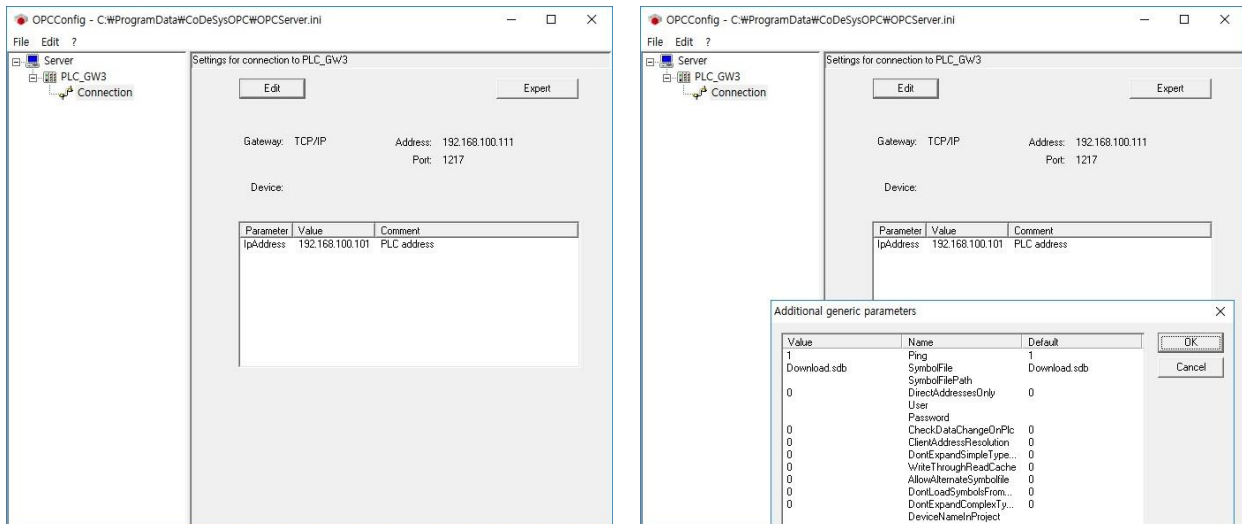 OPCConfig - C:₩ProgramData₩CoDeSysOPC₩OPCServer.ini
File Edit ?
Server
PLC_GW3
Connection
Settings for connection to PLC_GW3
Edit
Expert
Gateway: TCP/IP
Address: 192.168.100.111
Port: 1217
Device:
Parameter Value Comment
IpAddress 192.168.100.101 PLC address
OPCConfig - C:₩ProgramData₩CoDeSysOPC₩OPCServer.ini
File Edit ?
Server
PLC_GW3
Connection
Settings for connection to PLC_GW3
Edit
Expert
Gateway: TCP/IP
Address: 192.168.100.111
Port: 1217
Device:
Parameter Value Comment
IpAddress 192.168.100.101 PLC address
Additional generic parameters
Value Name Default
1 Ping 1
Download.sdb SymbolFile Download.sdb
SymbolFilePath
0 DirectAddressesOnly 0
User
Password
0 CheckDataChangeOnPlc 0
0 ClientAddressResolution 0
0 DontExpandSimpleType... 0
0 WriteThroughReadCache 0
0 AllowAlternateSymbolfile 0
0 DontLoadSymbolsFrom... 0
0 DontExpandComplexTy... 0
DeviceNameInProject
OK
Cancel